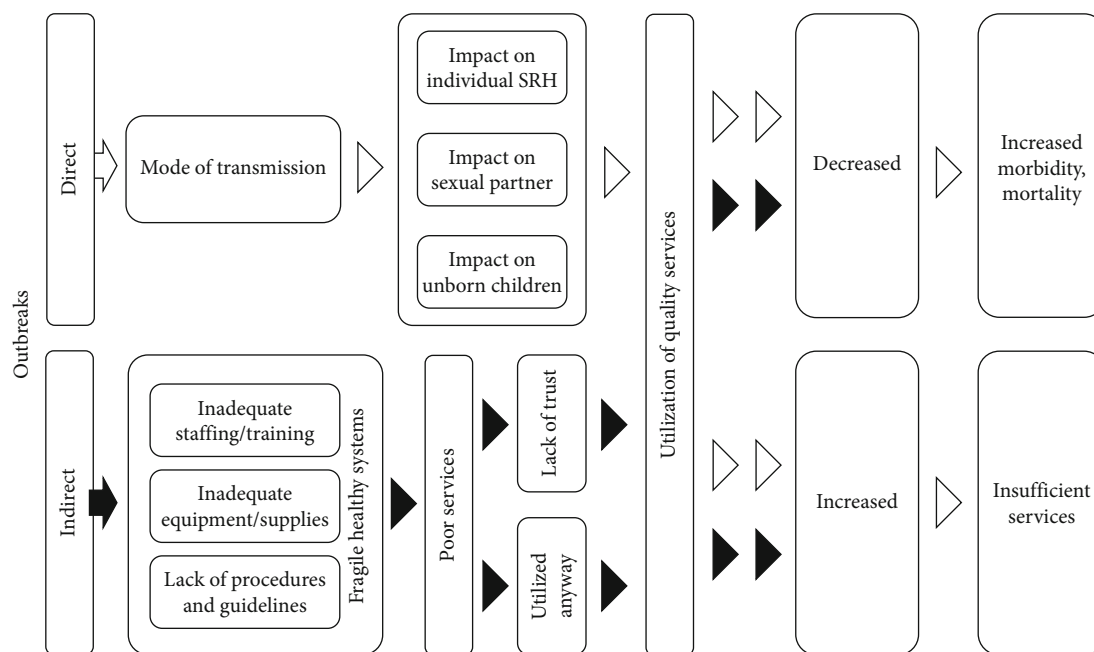 Outbreaks
Direct
Mode of transmission
Impact on
individual SRH
Impact on
sexual partner
Impact on
unborn children
Indirect
Inadequate
staffing/training
Inadequate
equipment/supplies
Lack of procedures
and guidelines
Fragile healthy systems
Poor services
Lack of trust
Utilized
anyway
Utilization of quality services
Decreased
Increased
morbidity,
mortality
Increased
Insufficient
services